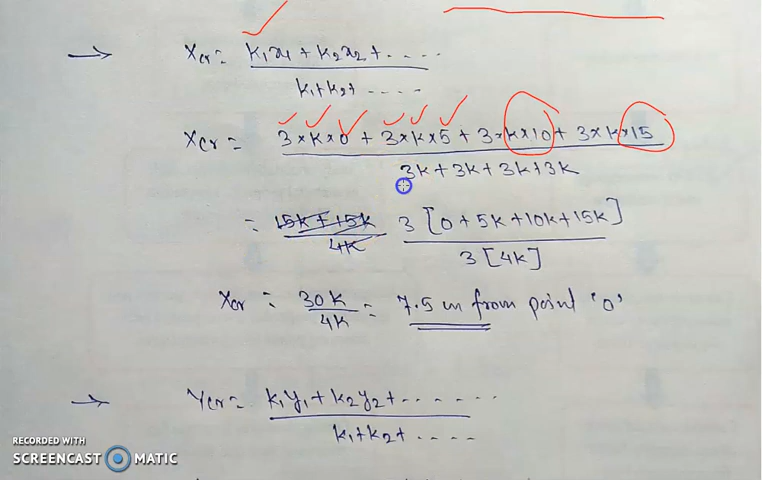 → Xcr = k₁x₁ + k₂x₂ + ..... / k₁+k₂+ .....
Xcr = 3×k×0 + 3×k×5 + 3×k×10 + 3×k×15 / 3k + 3k + 3k + 3k
= 15k + 15k / 4k 3[0 + 5k + 10k + 15k] / 3[4k]
Xcr = 30k / 4k = 7.5 m from point 'o'
→ Ycr = k₁y₁ + k₂y₂ + ....... / k₁+k₂+ ....
RECORDED WITH
SCREENCAST MATIC